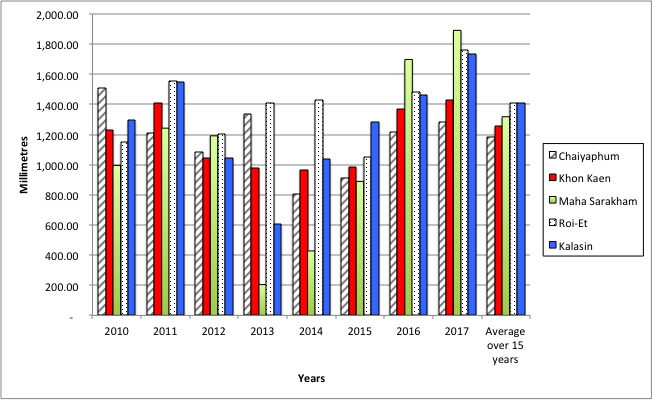 2,000.00
1,800.00
1,600.00
1,400.00
1,200.00
1,000.00
800.00
600.00
400.00
200.00
-
Millimetres
2010 2011 2012 2013 2014 2015 2016 2017 Average
over 15
years
Years
Chaiyaphum
Khon Kaen
Maha Sarakham
Roi-Et
Kalasin